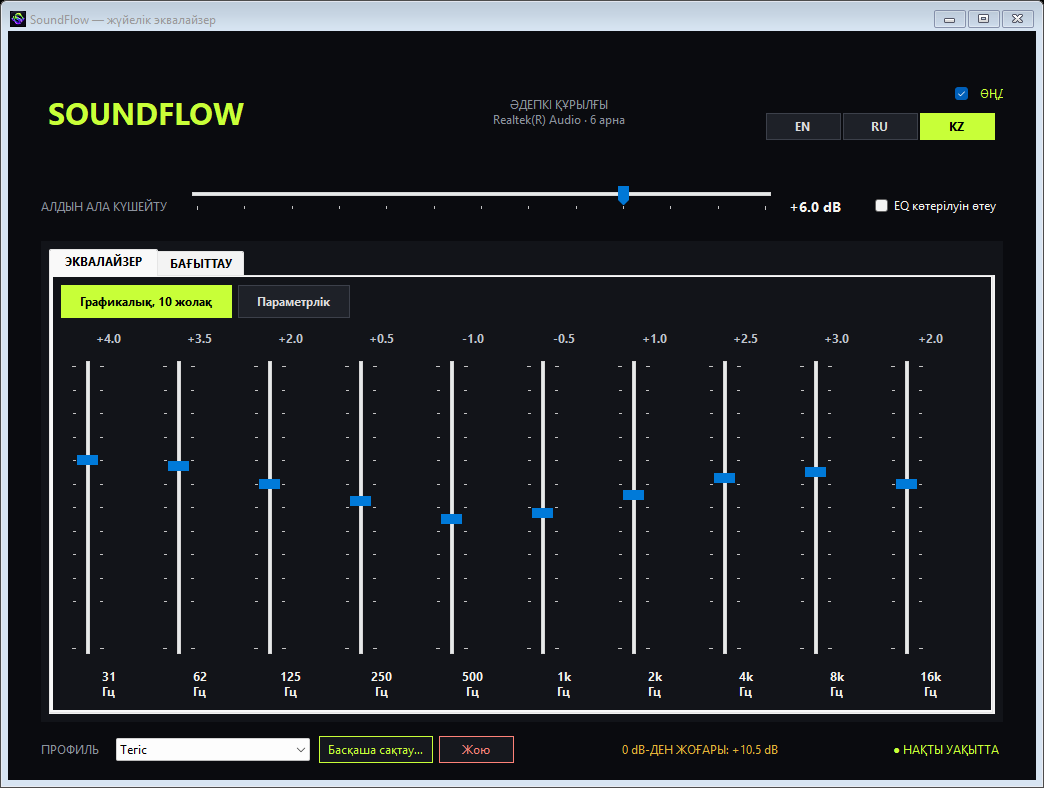 SoundFlow — жүйелік эквалайзер
SOUNDFLOW
ӘДЕПКІ ҚҰРЫЛҒЫ
Realtek(R) Audio · 6 арна
EN RU KZ
АЛДЫН АЛА КҮШЕЙТУ
+6.0 dB
EQ көтерілуін өтеу
ЭКВАЛАЙЗЕР БАҒЫТТАУ
Графикалық, 10 жолақ Параметрлік
+4.0 +3.5 +2.0 +0.5 -1.0 -0.5 +1.0 +2.5 +3.0 +2.0
31 62 125 250 500 1k 2k 4k 8k 16k
Гц Гц Гц Гц Гц Гц Гц Гц Гц Гц
ПРОФИЛЬ Тегіс Басқаша сақтау... Жою 0 dB-ДЕН ЖОҒАРЫ: +10.5 dB ● НАҚТЫ УАҚЫТТА